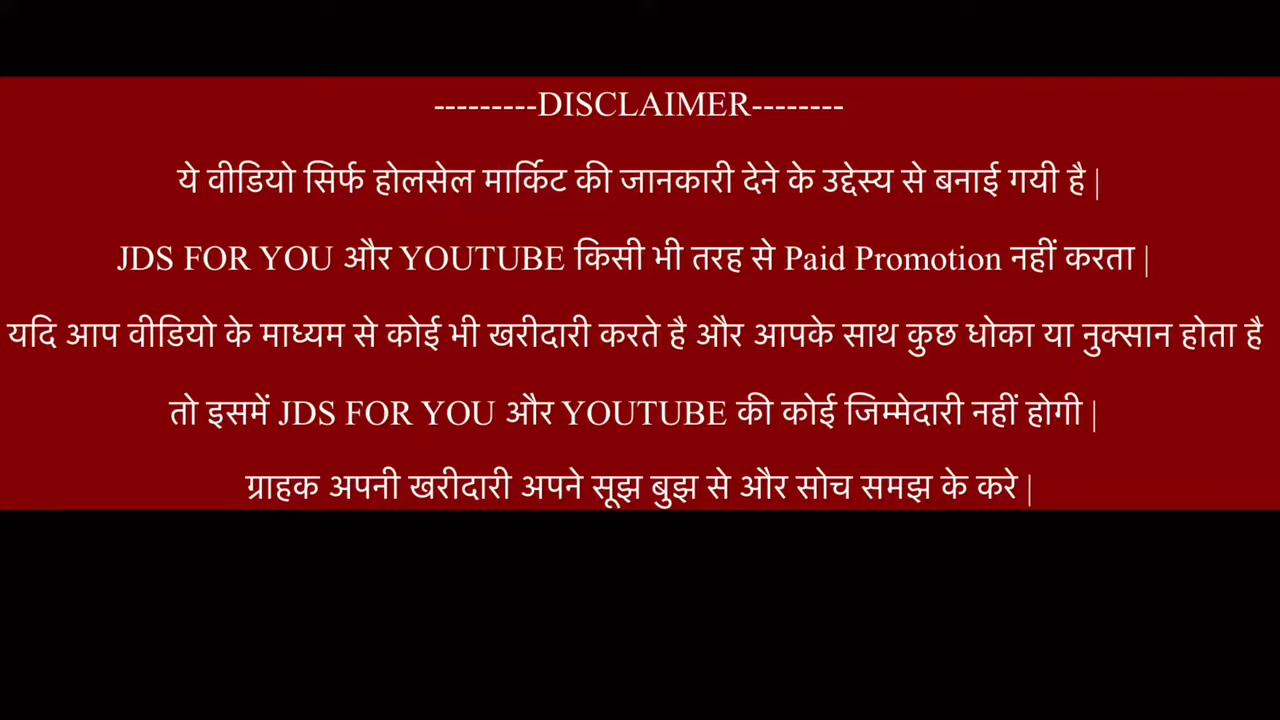 ---------DISCLAIMER--------
ये वीडियो सिर्फ होलसेल मार्किट की जानकारी देने के उद्देस्य से बनाई गयी है |
JDS FOR YOU और YOUTUBE किसी भी तरह से Paid Promotion नहीं करता |
यदि आप वीडियो के माध्यम से कोई भी खरीदारी करते है और आपके साथ कुछ धोका या नुक्सान होता है
तो इसमें JDS FOR YOU और YOUTUBE की कोई जिम्मेदारी नहीं होगी |
ग्राहक अपनी खरीदारी अपने सूझ बुझ से और सोच समझ के करे |